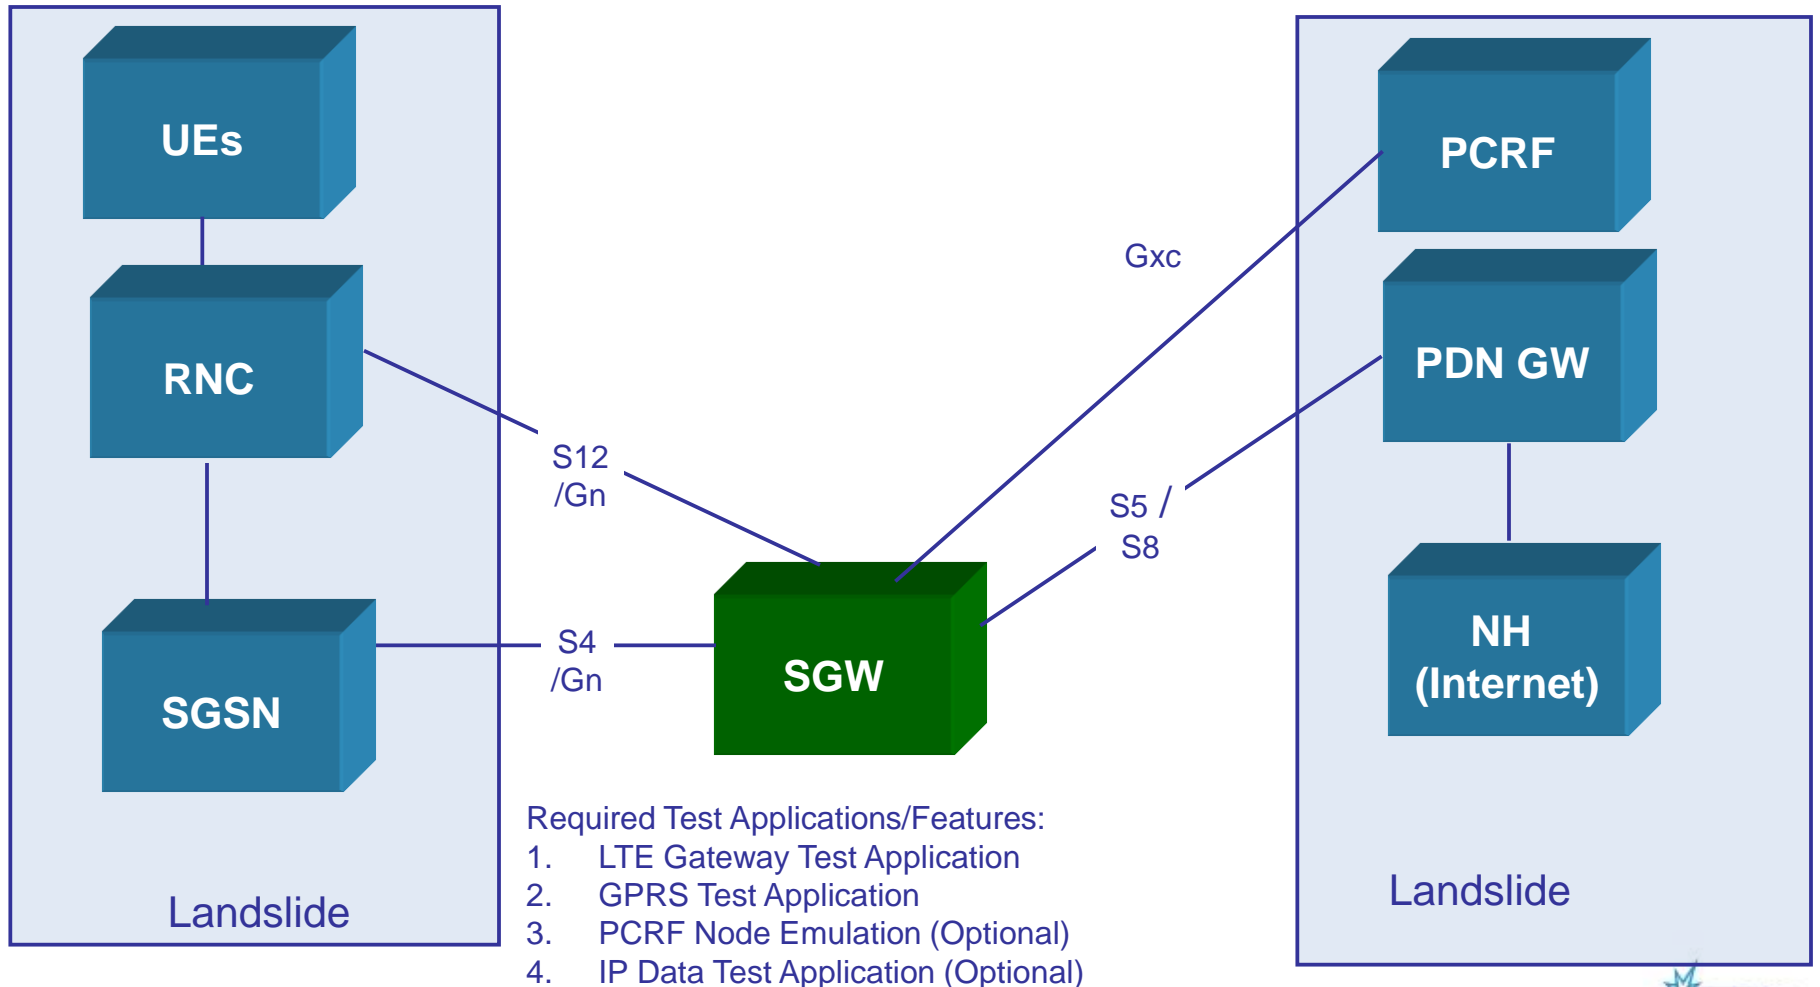 UEs
RNC
SGSN
Landslide
S12
/Gn
S4
/Gn
SGW
Gxc
S5 /
S8
PCRF
PDN GW
NH
(Internet)
Landslide
Required Test Applications/Features:
1. LTE Gateway Test Application
2. GPRS Test Application
3. PCRF Node Emulation (Optional)
4. IP Data Test Application (Optional)